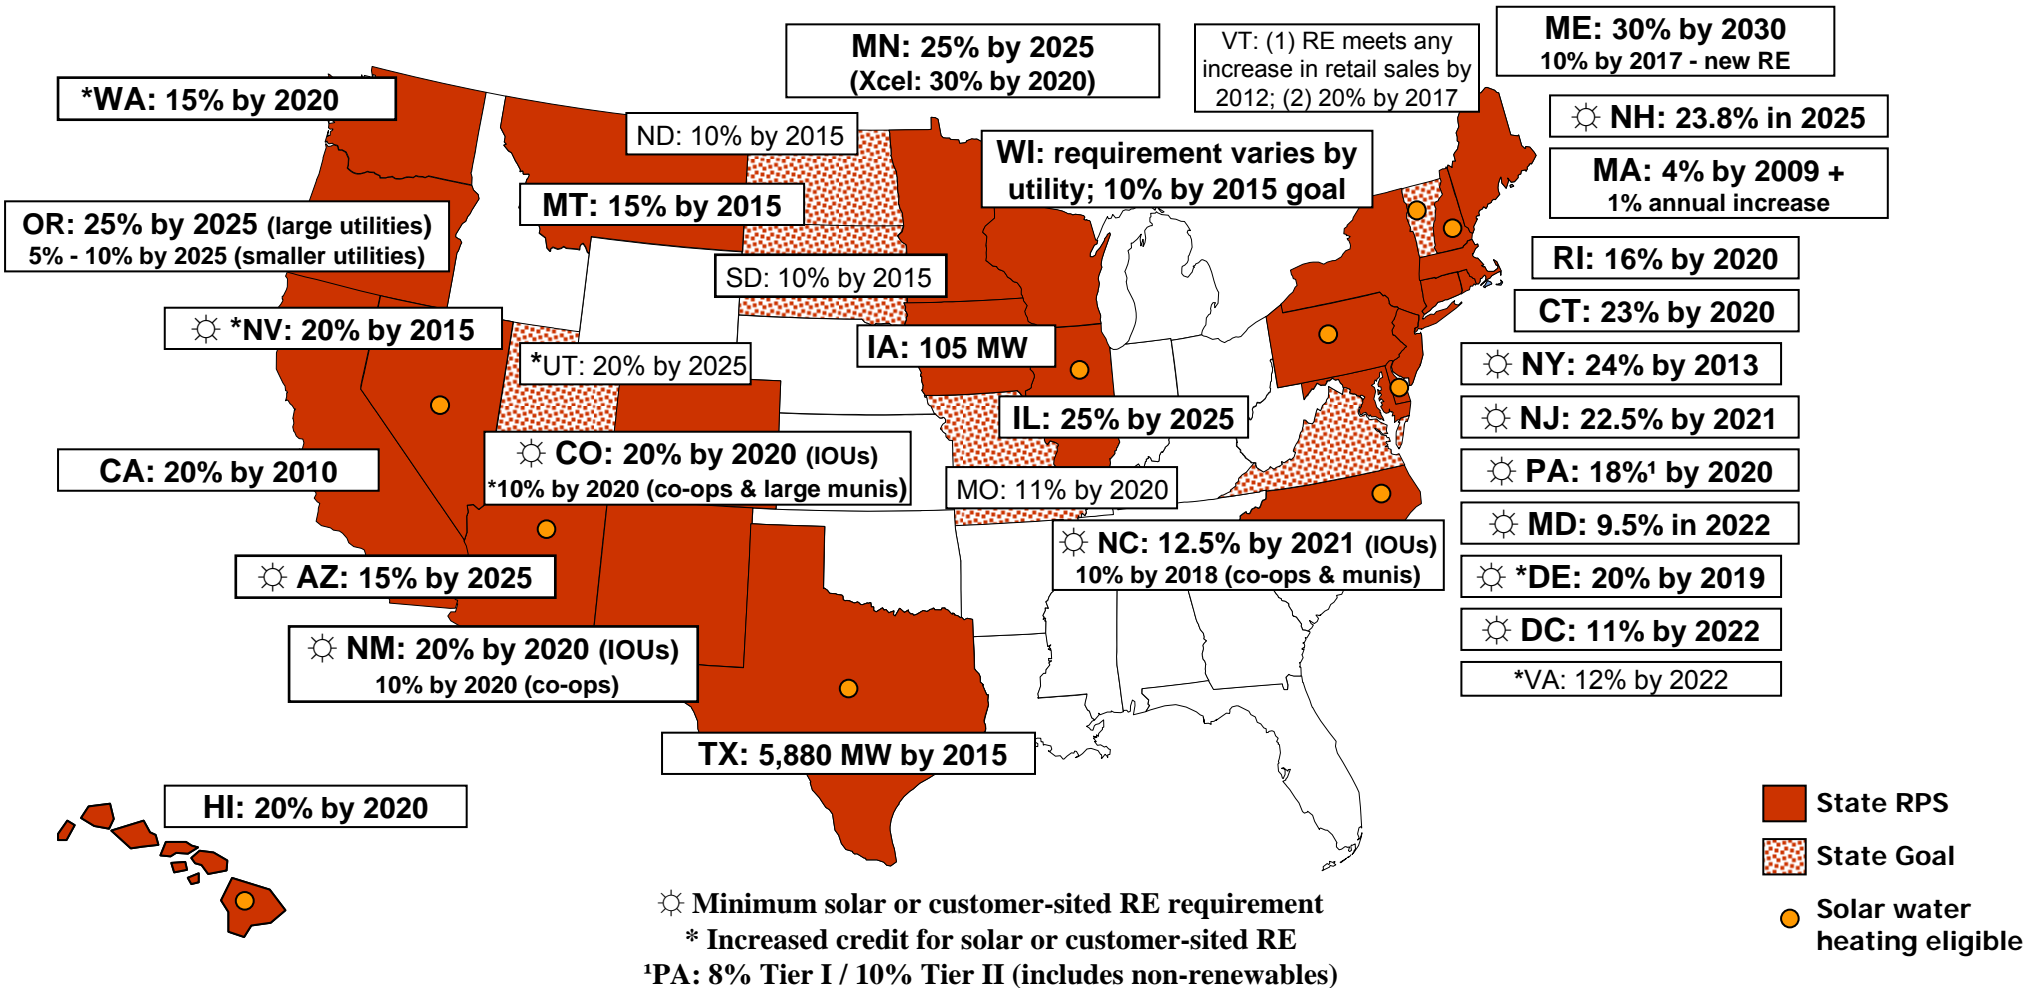 MN: 25% by 2025
(Xcel: 30% by 2020)
VT: (1) RE meets any
increase in retail sales by
2012; (2) 20% by 2017
ME: 30% by 2030
10% by 2017 - new RE
*WA: 15% by 2020
☼ NH: 23.8% in 2025
ND: 10% by 2015
WI: requirement varies by
utility; 10% by 2015 goal
MA: 4% by 2009 +
1% annual increase
MT: 15% by 2015
OR: 25% by 2025 (large utilities)
5% - 10% by 2025 (smaller utilities)
RI: 16% by 2020
SD: 10% by 2015
CT: 23% by 2020
☼ *NV: 20% by 2015
IA: 105 MW
*UT: 20% by 2025
☼ NY: 24% by 2013
IL: 25% by 2025
☼ NJ: 22.5% by 2021
☼ CO: 20% by 2020 (IOUs)
*10% by 2020 (co-ops & large munis)
CA: 20% by 2010
☼ PA: 18%¹ by 2020
MO: 11% by 2020
☼ MD: 9.5% in 2022
☼ NC: 12.5% by 2021 (IOUs)
10% by 2018 (co-ops & munis)
☼ AZ: 15% by 2025
☼ *DE: 20% by 2019
☼ DC: 11% by 2022
☼ NM: 20% by 2020 (IOUs)
10% by 2020 (co-ops)
*VA: 12% by 2022
TX: 5,880 MW by 2015
HI: 20% by 2020
State RPS
State Goal
Solar water
heating eligible
☼ Minimum solar or customer-sited RE requirement
* Increased credit for solar or customer-sited RE
¹PA: 8% Tier I / 10% Tier II (includes non-renewables)